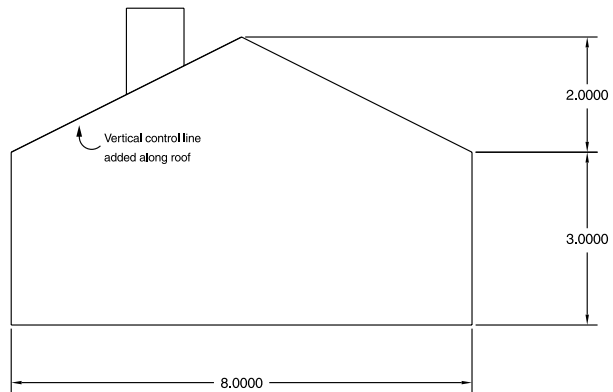 2.0000
Vertical control line
added along roof
3.0000
8.0000